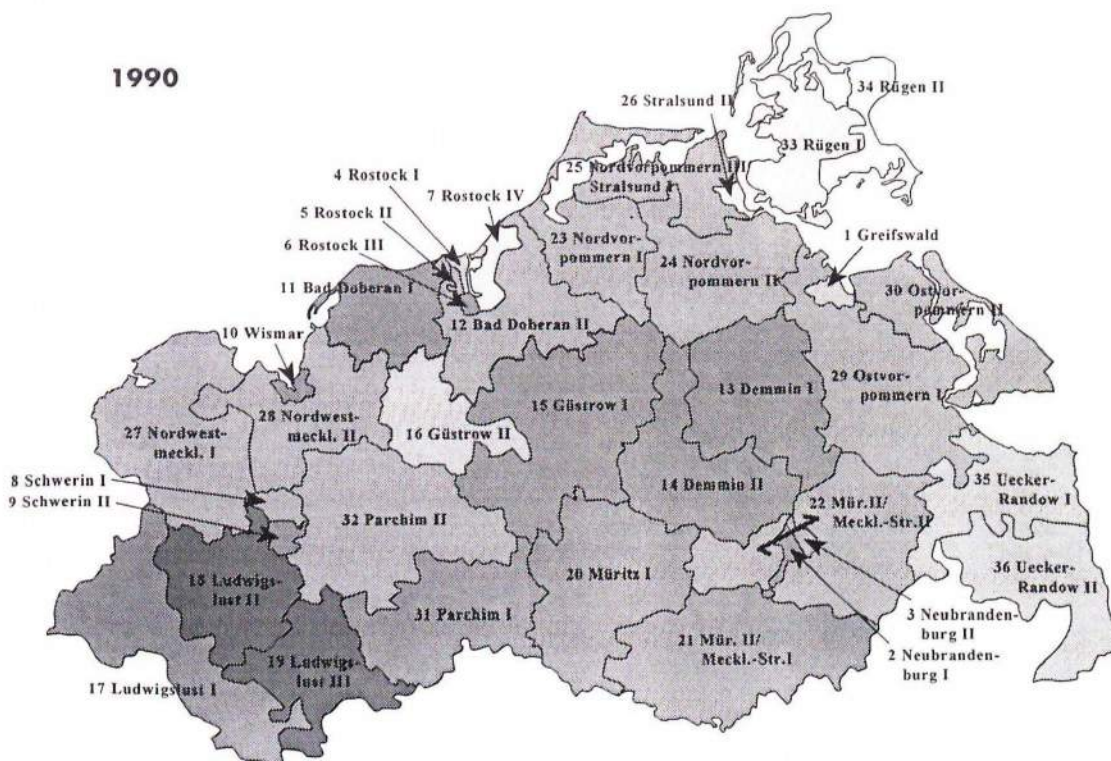 1990
34 Rügen II
26 Stralsund II
33 Rügen I
25 Nordvorpommern III
Stralsund I
4 Rostock I
7 Rostock IV
5 Rostock II
6 Rostock III
23 Nordvor-
pommern I
24 Nordvor-
pommern II
1 Greifswald
11 Bad Doberan I
30 Ostvor-
pommern II
12 Bad Doberan II
10 Wismar
13 Demmin I
29 Ostvor-
pommern I
15 Güstrow I
28 Nordwest-
meckl. II
16 Güstrow II
27 Nordwest-
meckl. I
8 Schwerin I
9 Schwerin II
14 Demmin II
22 Mür.II/
Meckl.-Str.II
35 Uecker-
Randow I
32 Parchim II
36 Uecker-
Randow II
18 Ludwigs-
lust II
20 Müritz I
3 Neubranden-
burg II
31 Parchim I
21 Mür. II/
Meckl.-Str.I
2 Neubranden-
burg I
19 Ludwigs-
lust III
17 Ludwigslust I